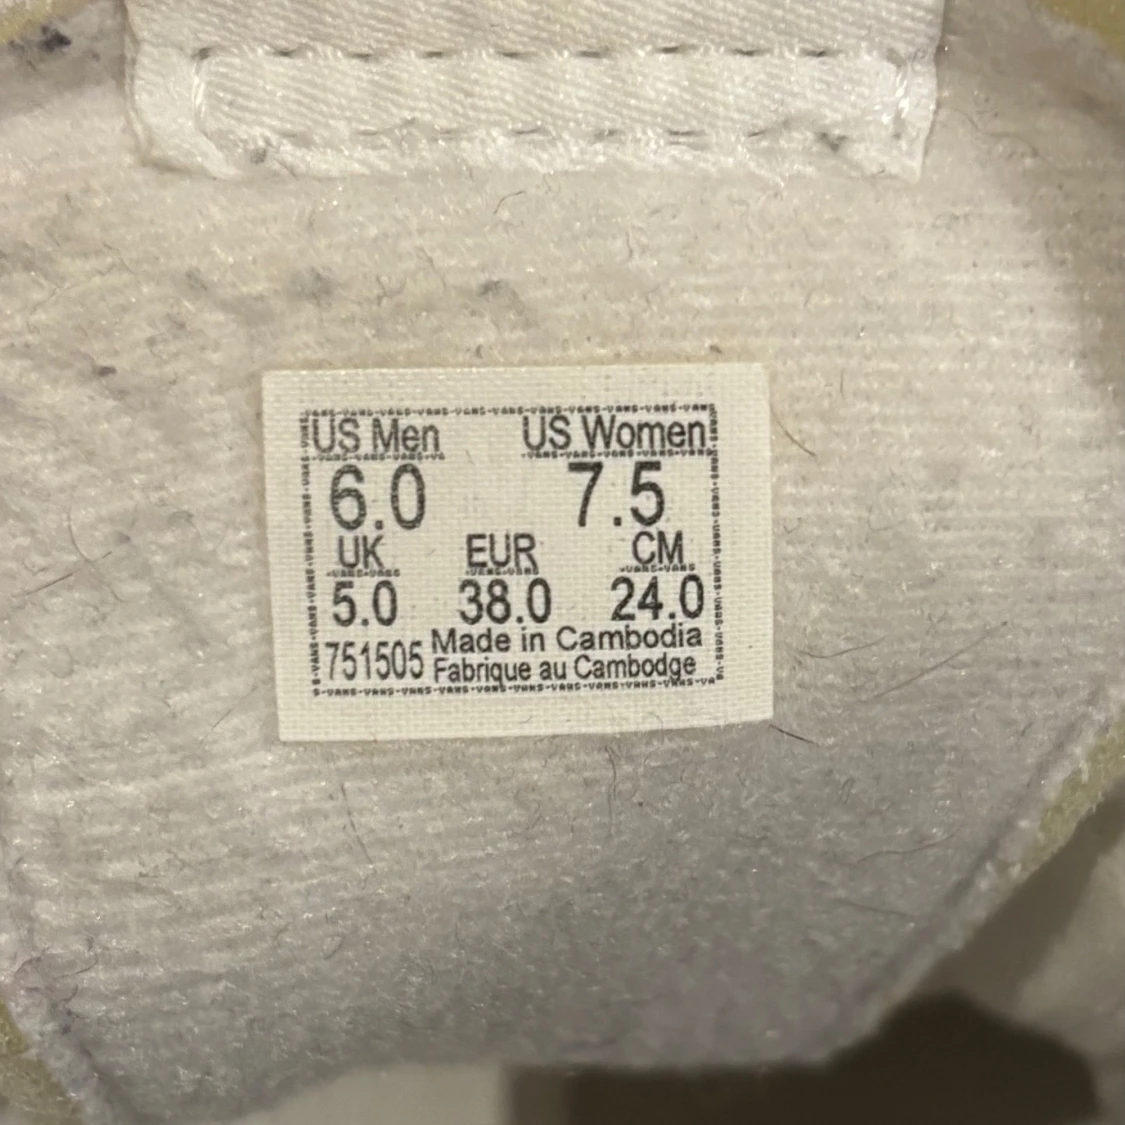 US Men US Women
6.0 7.5
UK EUR CM
5.0 38.0 24.0
751505 Made in Cambodia
Fabrique au Cambodge